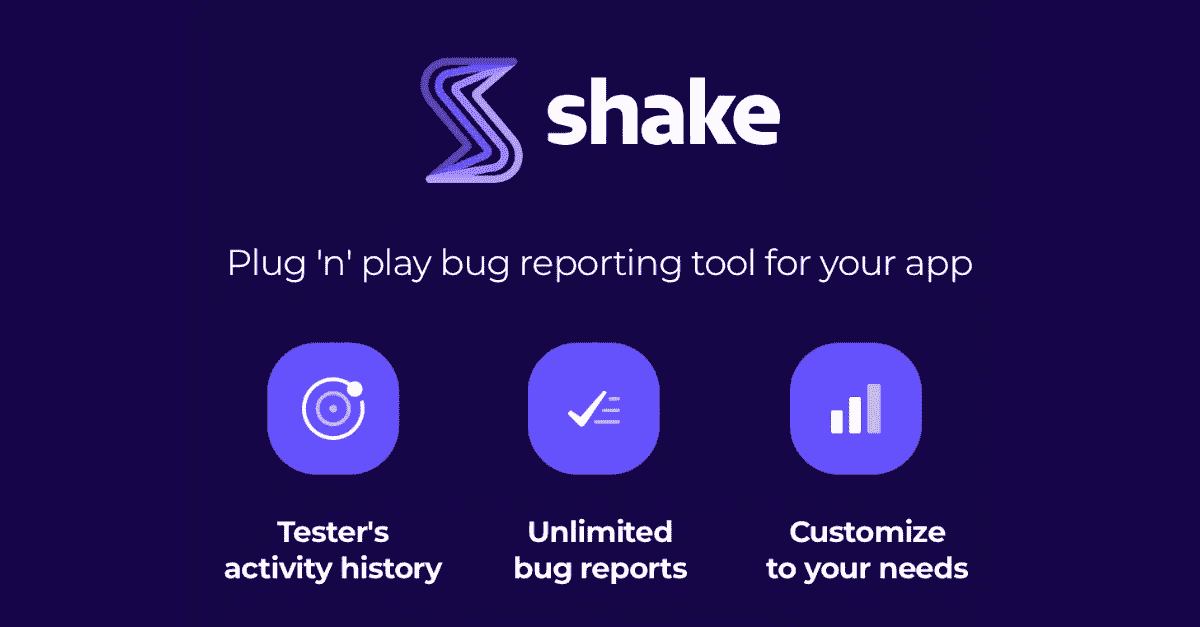 shake
Plug 'n' play bug reporting tool for your app
Tester's
activity history
Unlimited
bug reports
Customize
to your needs